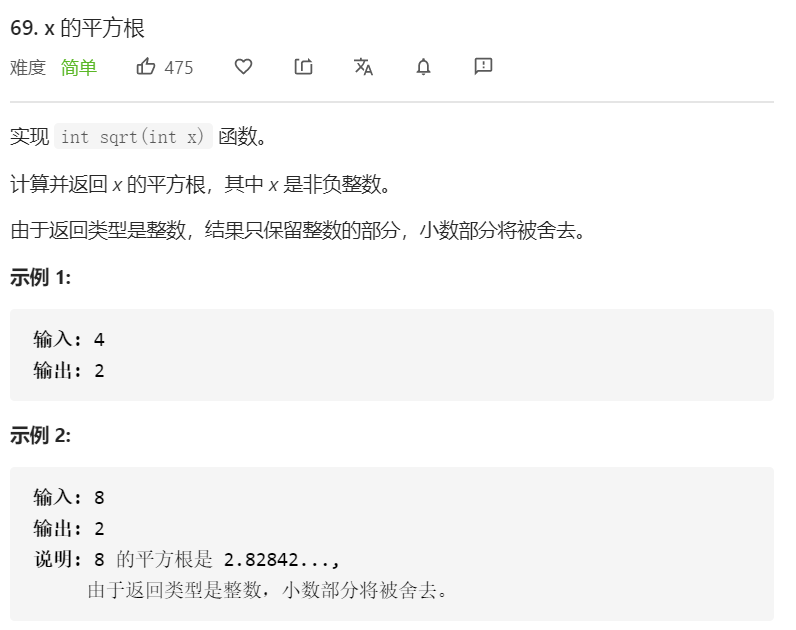 69. x 的平方根
难度 简单 475
实现 int sqrt(int x) 函数。
计算并返回 x 的平方根，其中 x 是非负整数。
由于返回类型是整数，结果只保留整数的部分，小数部分将被舍去。
示例 1:
输入: 4
输出: 2
示例 2:
输入: 8
输出: 2
说明: 8 的平方根是 2.82842...,
由于返回类型是整数，小数部分将被舍去。